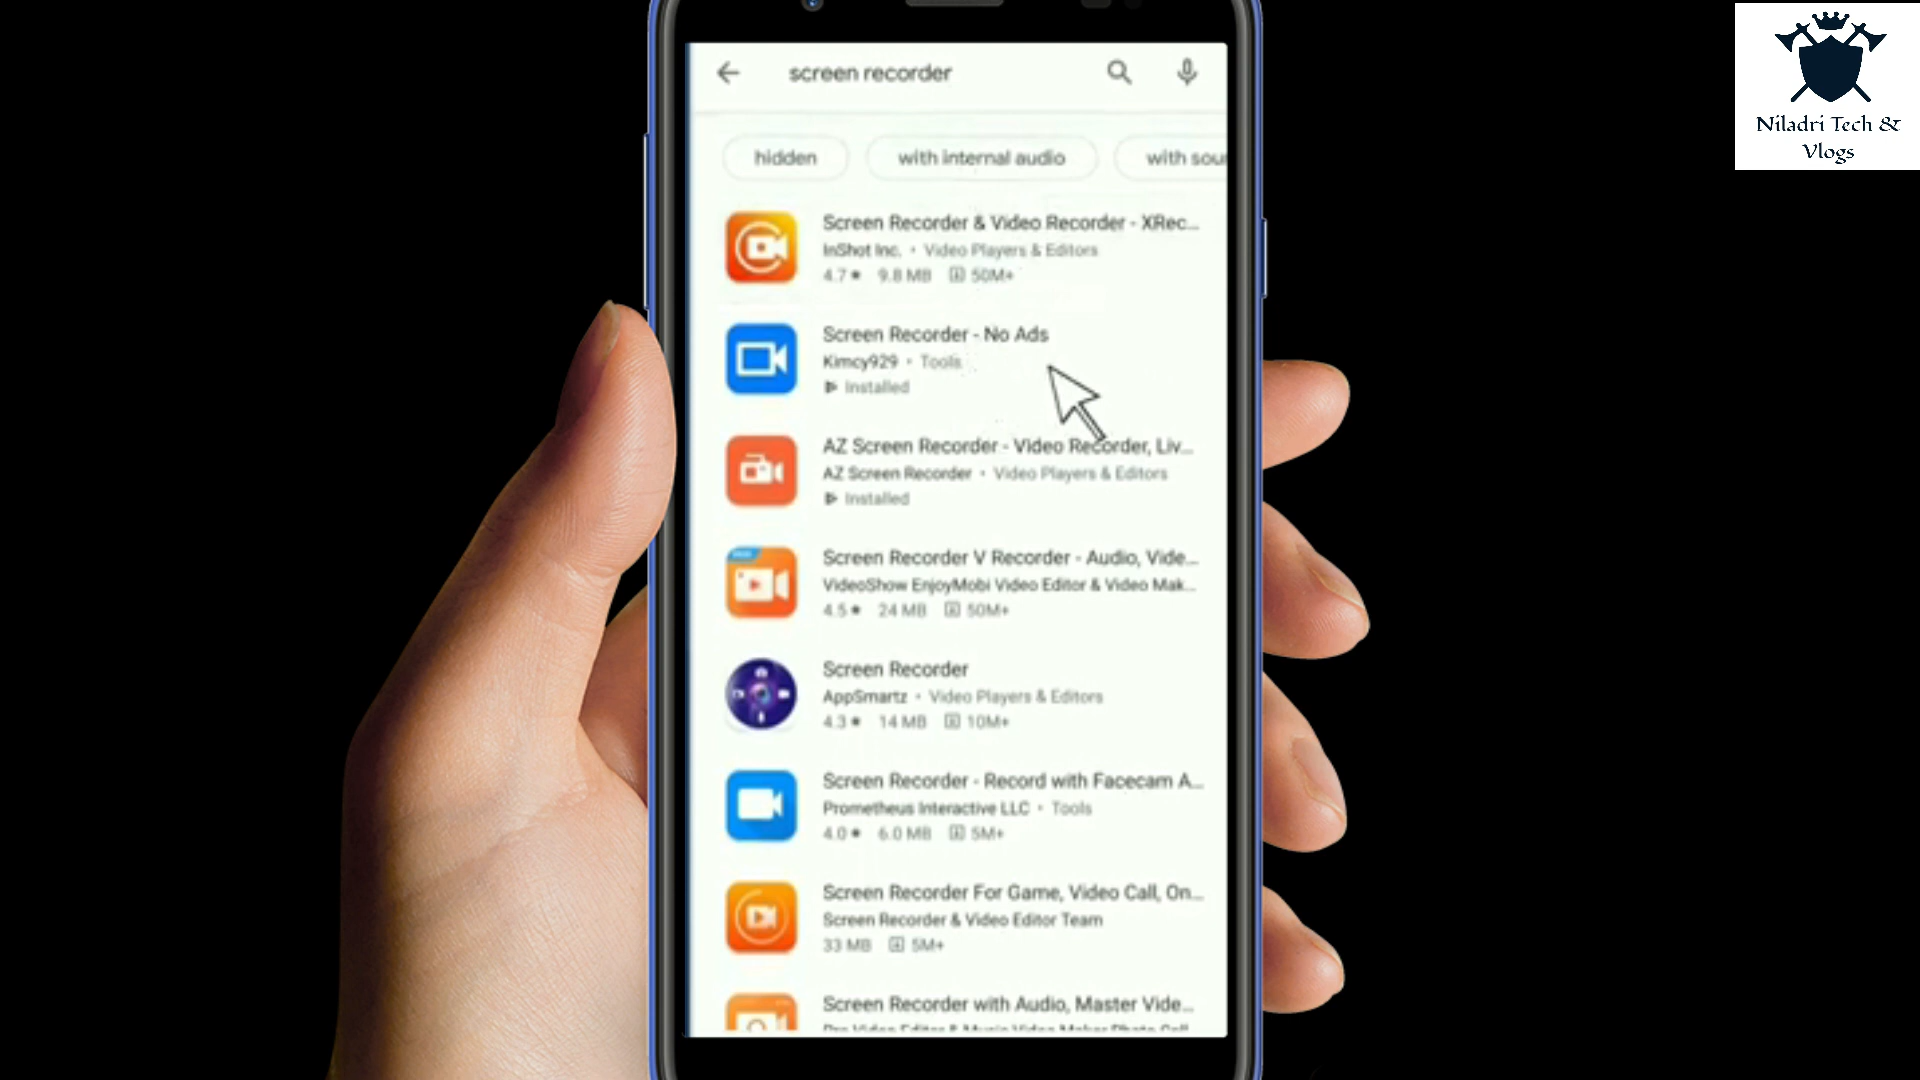 screen recorder
hidden
with internal audio
with sour
Screen Recorder & Video Recorder - XRec...
InShot Inc. • Video Players & Editors
4.7★ 9.8 MB 50M+
Screen Recorder - No Ads
Kimcy929 • Tools
Installed
AZ Screen Recorder - Video Recorder, Liv...
AZ Screen Recorder • Video Players & Editors
Installed
Screen Recorder V Recorder - Audio, Vide...
VideoShow EnjoyMobi Video Editor & Video Mak...
4.5★ 24 MB 50M+
Screen Recorder
AppSmartz • Video Players & Editors
4.3★ 14 MB 10M+
Screen Recorder - Record with Facecam A...
Prometheus Interactive LLC • Tools
4.0★ 6.0 MB 5M+
Screen Recorder For Game, Video Call, On...
Screen Recorder & Video Editor Team
33 MB 5M+
Screen Recorder with Audio, Master Vide...
Niladri Tech &
Vlogs